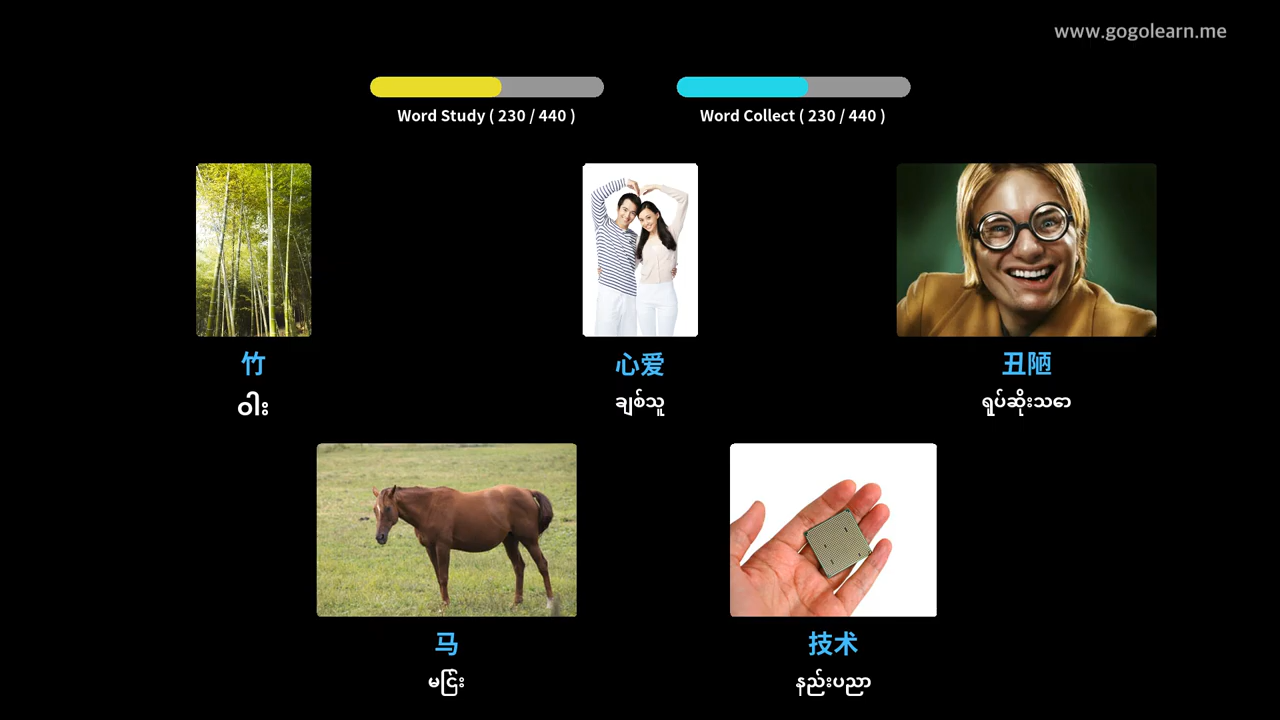 www.gogolearn.me
Word Study ( 230 / 440 )
Word Collect ( 230 / 440 )
竹
ဝါး
心爱
ချစ်သူ
丑陋
ရုပ်ဆိုးသော
马
မြင်း
技术
နည်းပညာ